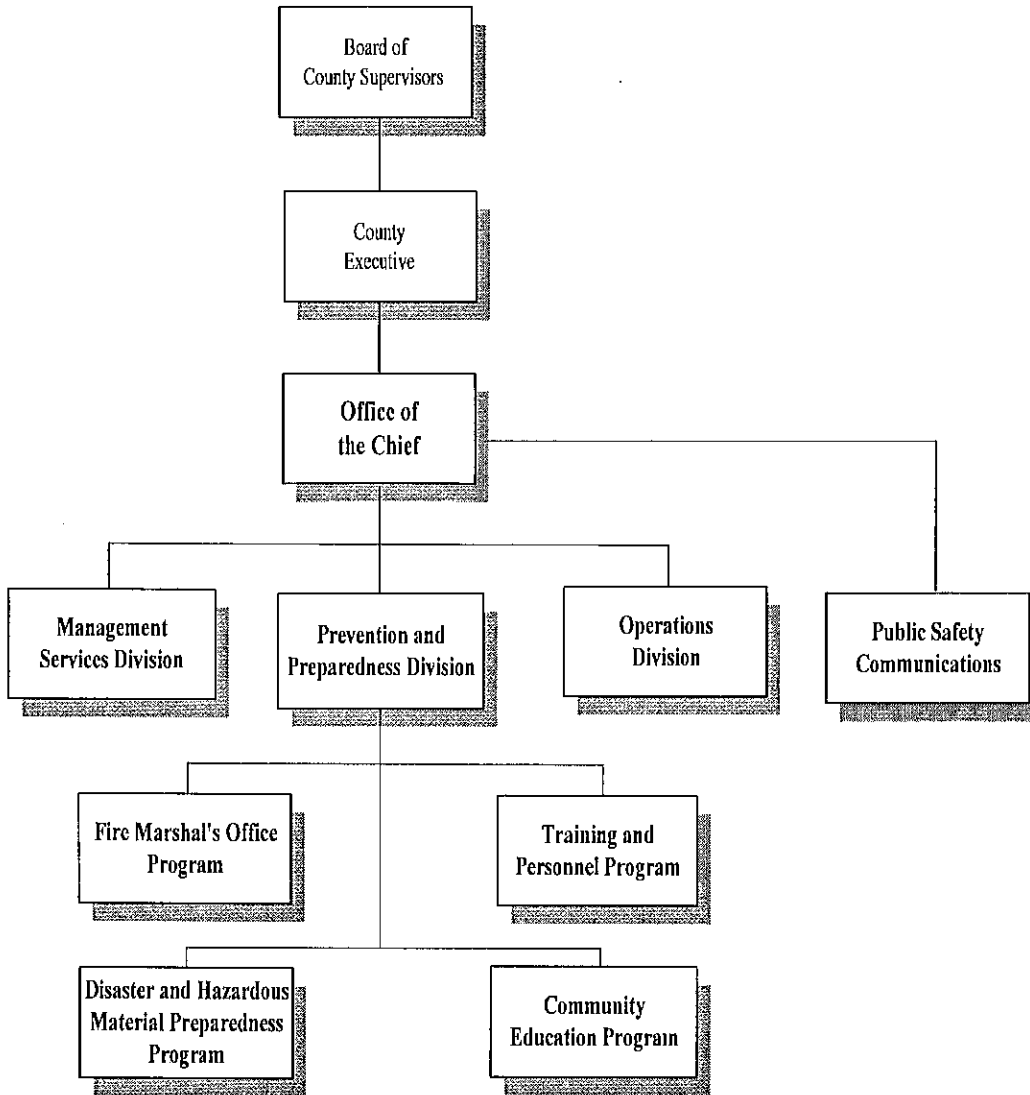 Board of
County Supervisors
County
Executive
Office of
the Chief
Management
Services Division
Prevention and
Preparedness Division
Operations
Division
Public Safety
Communications
Fire Marshal's Office
Program
Training and
Personnel Program
Disaster and Hazardous
Material Preparedness
Program
Community
Education Program